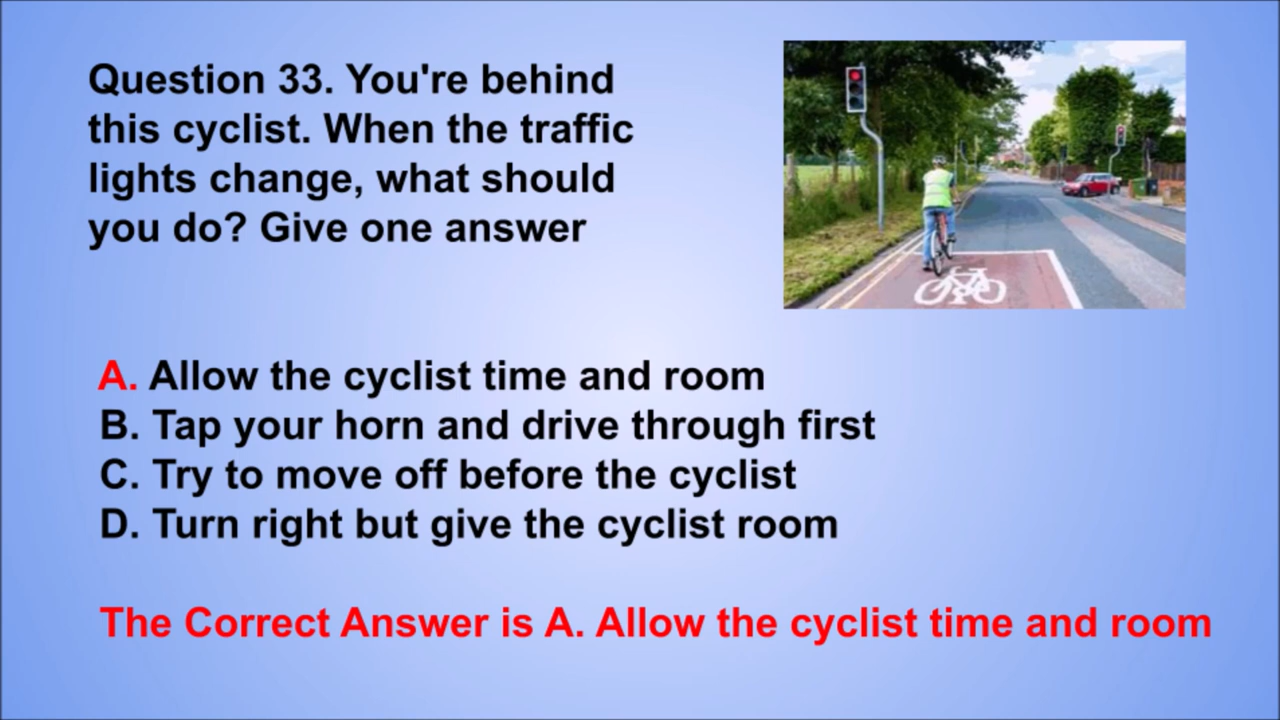 Question 33. You're behind
this cyclist. When the traffic
lights change, what should
you do? Give one answer
A. Allow the cyclist time and room
B. Tap your horn and drive through first
C. Try to move off before the cyclist
D. Turn right but give the cyclist room
The Correct Answer is A. Allow the cyclist time and room